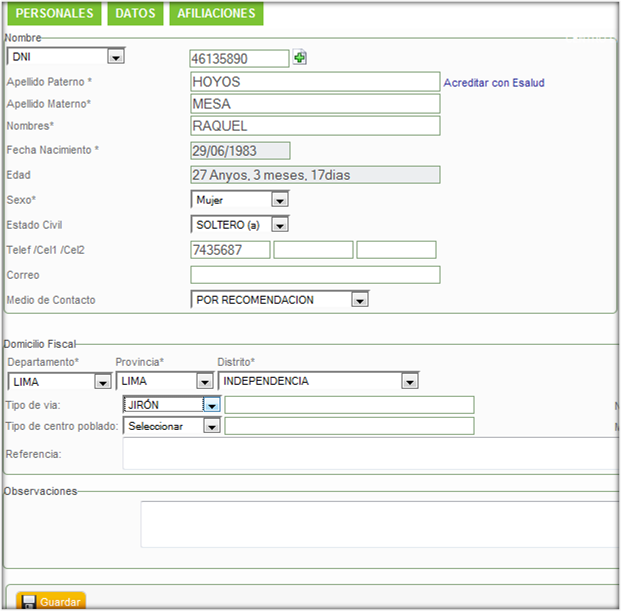 PERSONALES DATOS AFILIACIONES
Nombre
DNI 46135890
Apellido Paterno * HOYOS Acreditar con Esalud
Apellido Materno* MESA
Nombres* RAQUEL
Fecha Nacimiento * 29/06/1983
Edad 27 Anyos, 3 meses, 17dias
Sexo* Mujer
Estado Civil SOLTERO (a)
Telef /Cel1 /Cel2 7435687
Correo
Medio de Contacto POR RECOMENDACION
Domicilio Fiscal
Departamento* Provincia* Distrito*
LIMA LIMA INDEPENDENCIA
Tipo de via: JIRÓN
Tipo de centro poblado: Seleccionar
Referencia:
Observaciones
Guardar